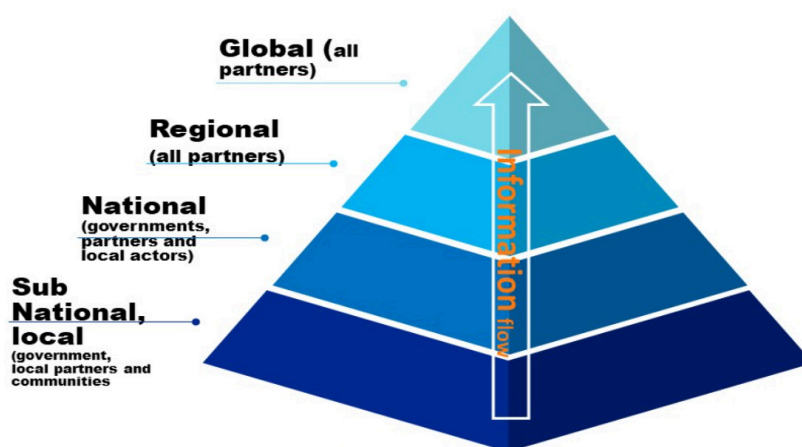 Global (all
partners)
Regional
(all partners)
National
(governments,
partners and
local actors)
Sub
National,
local
(government,
local partners and
communities
Information flow